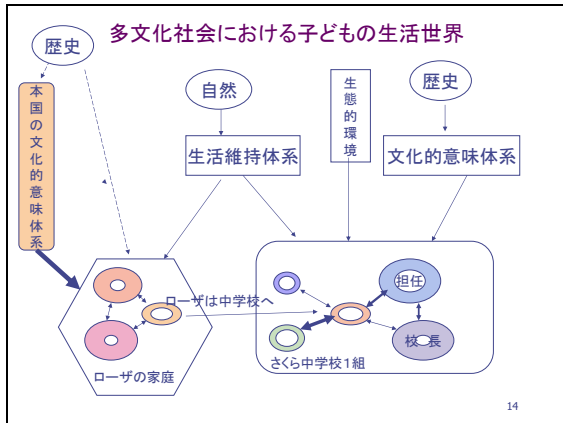 多文化社会における子どもの生活世界
歴史
本国の文化的意味体系
自然
生活維持体系
生態的環境
歴史
文化的意味体系
ローザは中学校へ
ローザの家庭
担任
校長
さくら中学校1組
14